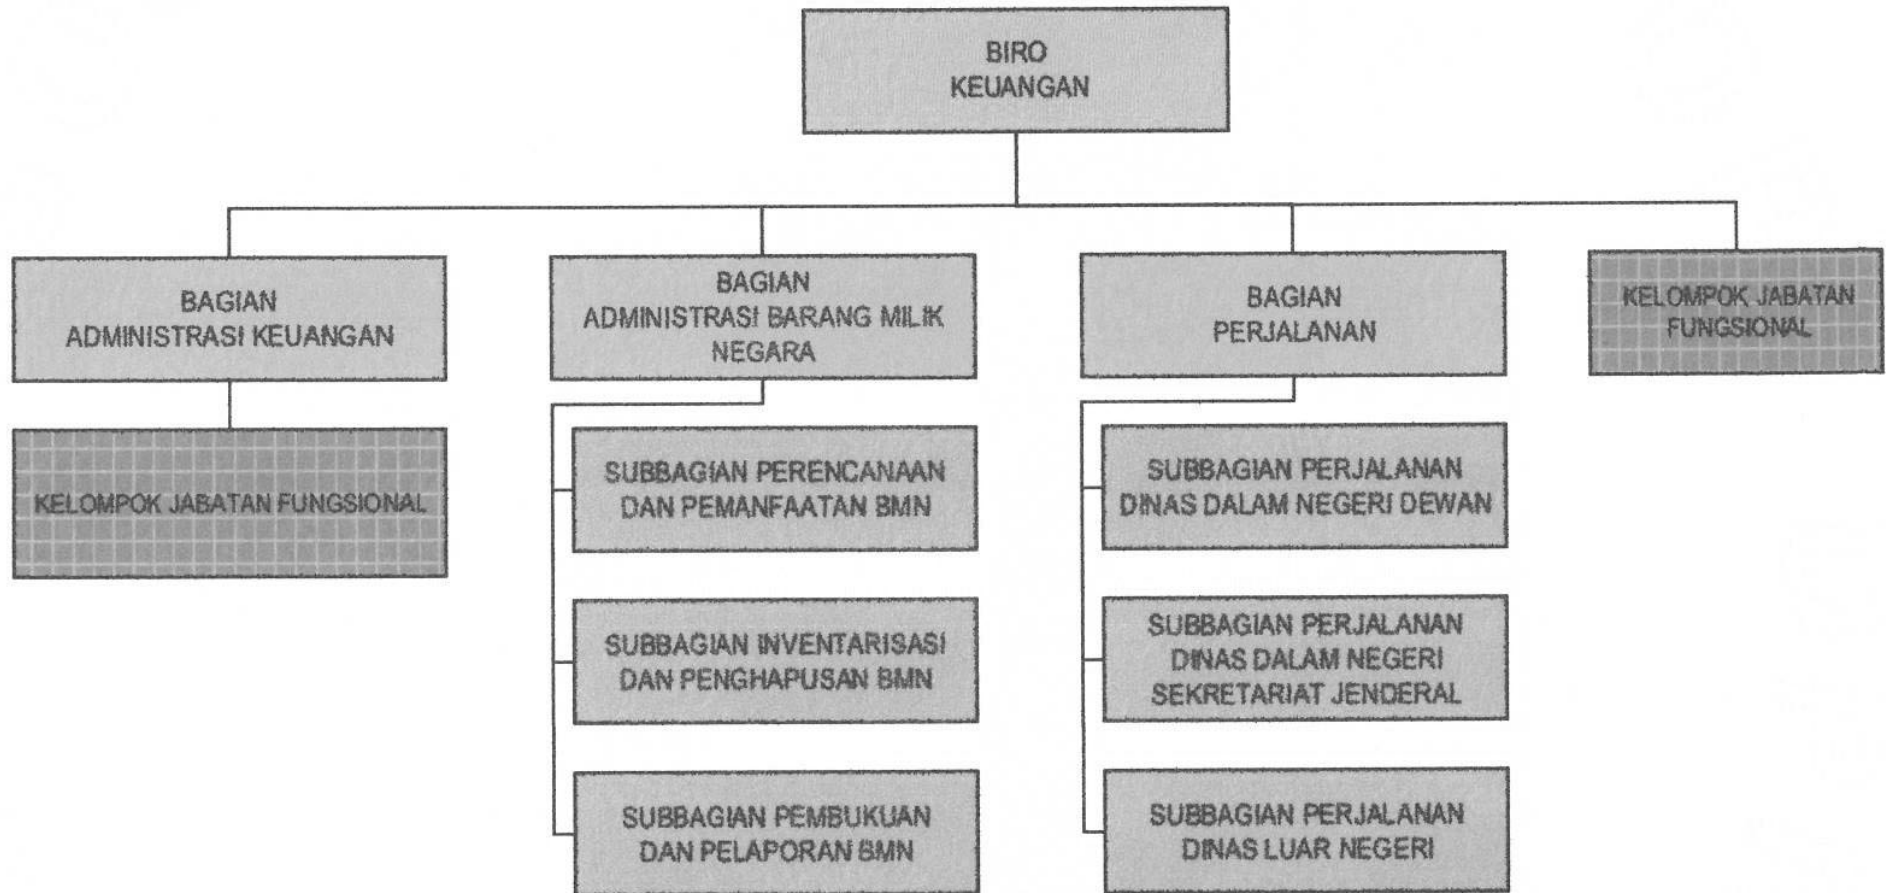 BIRO
KEUANGAN
BAGIAN
ADMINISTRASI KEUANGAN
BAGIAN
ADMINISTRASI BARANG MILIK
NEGARA
BAGIAN
PERJALANAN
KELOMPOK JABATAN
FUNGSIONAL
KELOMPOK JABATAN FUNGSIONAL
SUBBAGIAN PERENCANAAN
DAN PEMANFAATAN BMN
SUBBAGIAN INVENTARISASI
DAN PENGHAPUSAN BMN
SUBBAGIAN PEMBUKUAN
DAN PELAPORAN BMN
SUBBAGIAN PERJALANAN
DINAS DALAM NEGERI DEWAN
SUBBAGIAN PERJALANAN
DINAS DALAM NEGERI
SEKRETARIAT JENDERAL
SUBBAGIAN PERJALANAN
DINAS LUAR NEGERI